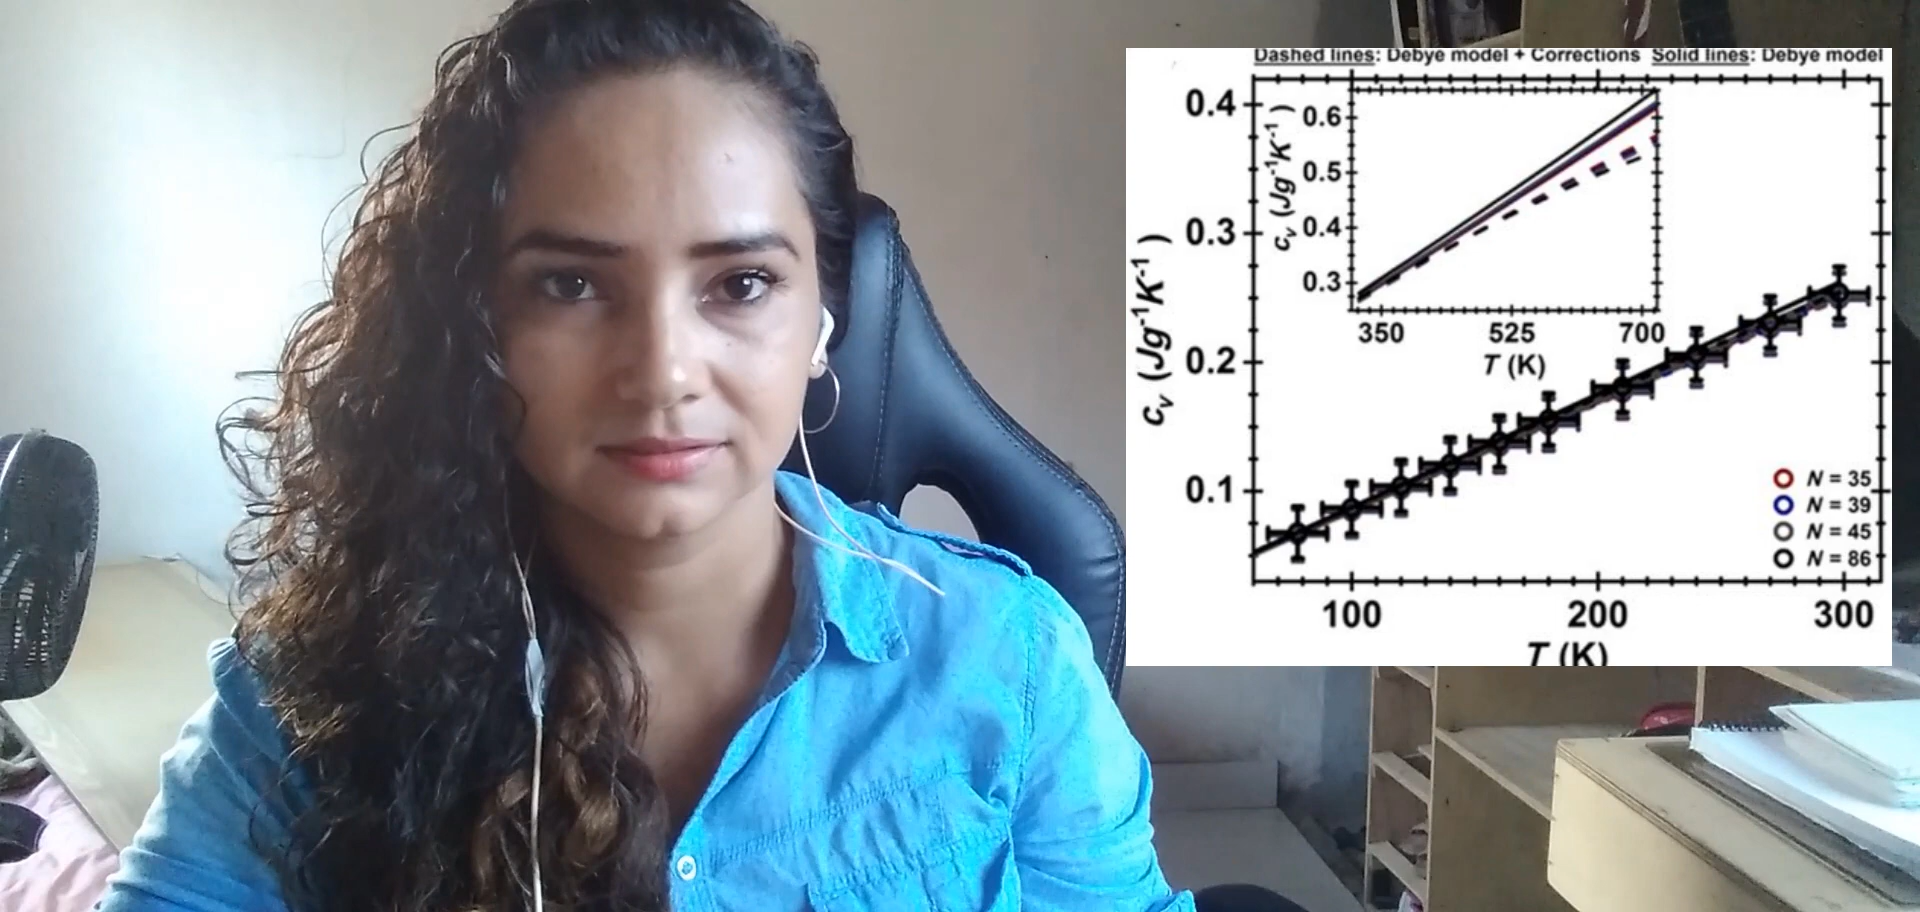 Dashed lines: Debye model + Corrections Solid lines: Debye model
0.4
0.3
0.2
0.1
cv (Jg-1K-1)
0.6
0.5
0.4
0.3
cv (Jg-1K-1)
350 525 700
T (K)
N = 35
N = 39
N = 45
N = 86
100 200 300
T (K)